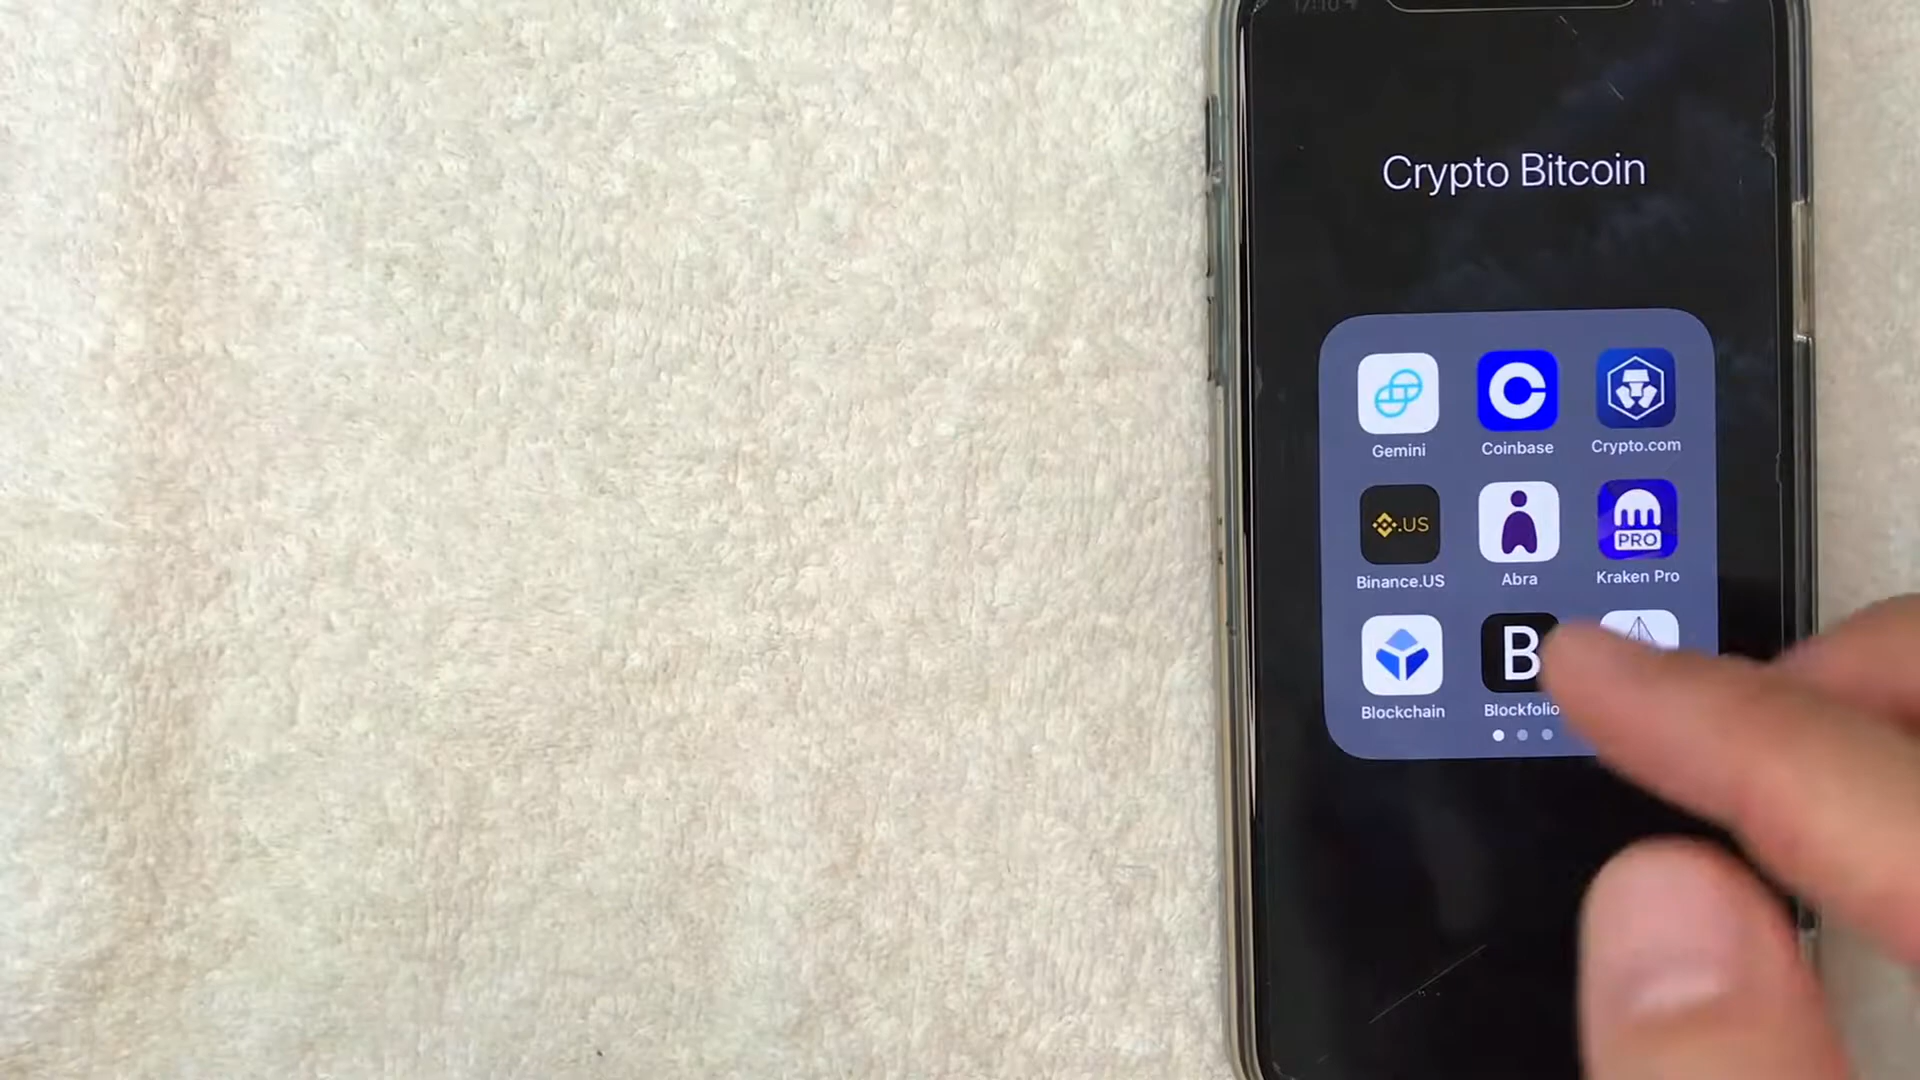 Crypto Bitcoin
Gemini
Coinbase
Crypto.com
.US
PRO
Binance.US
Abra
Kraken Pro
B
Blockchain
Blockfolio